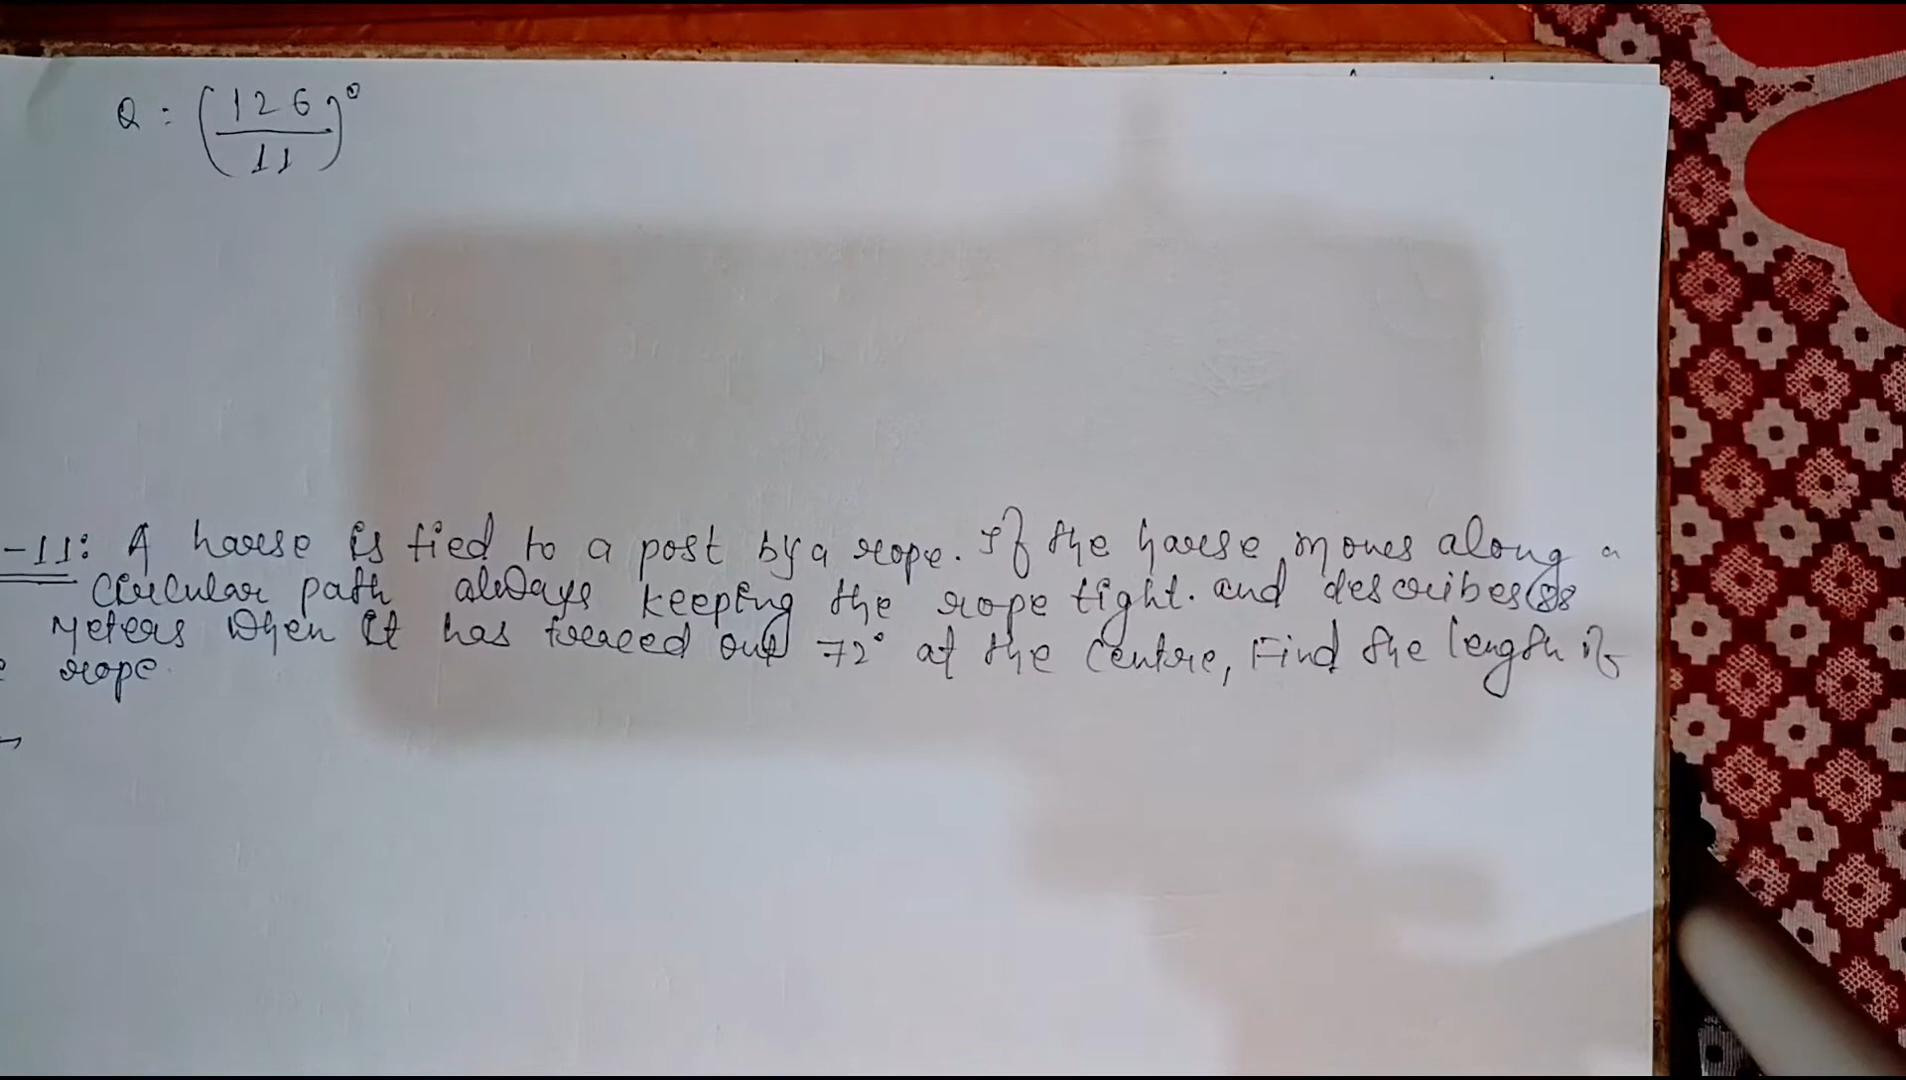 Q = (126/11)°
-11: A horse is tied to a post by a rope. If the horse moves along a
circular path always keeping the rope tight. and describes 88
Meters when it has traced out 72° at the centre, Find the length of
e rope.